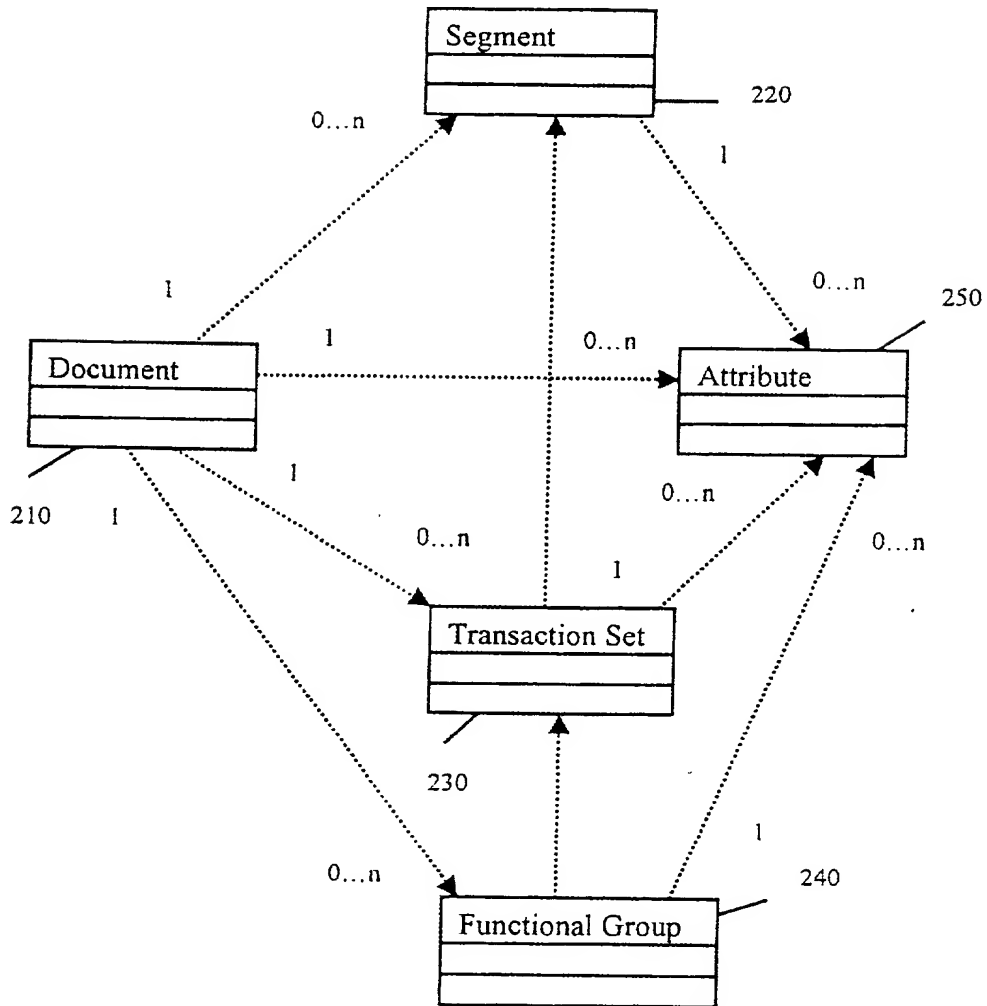 Segment
220
0...n
1
1
0...n
250
1
1
0...n
Document
Attribute
1
0...n
210
1
0...n
0...n
1
Transaction Set
230
1
0...n
240
Functional Group